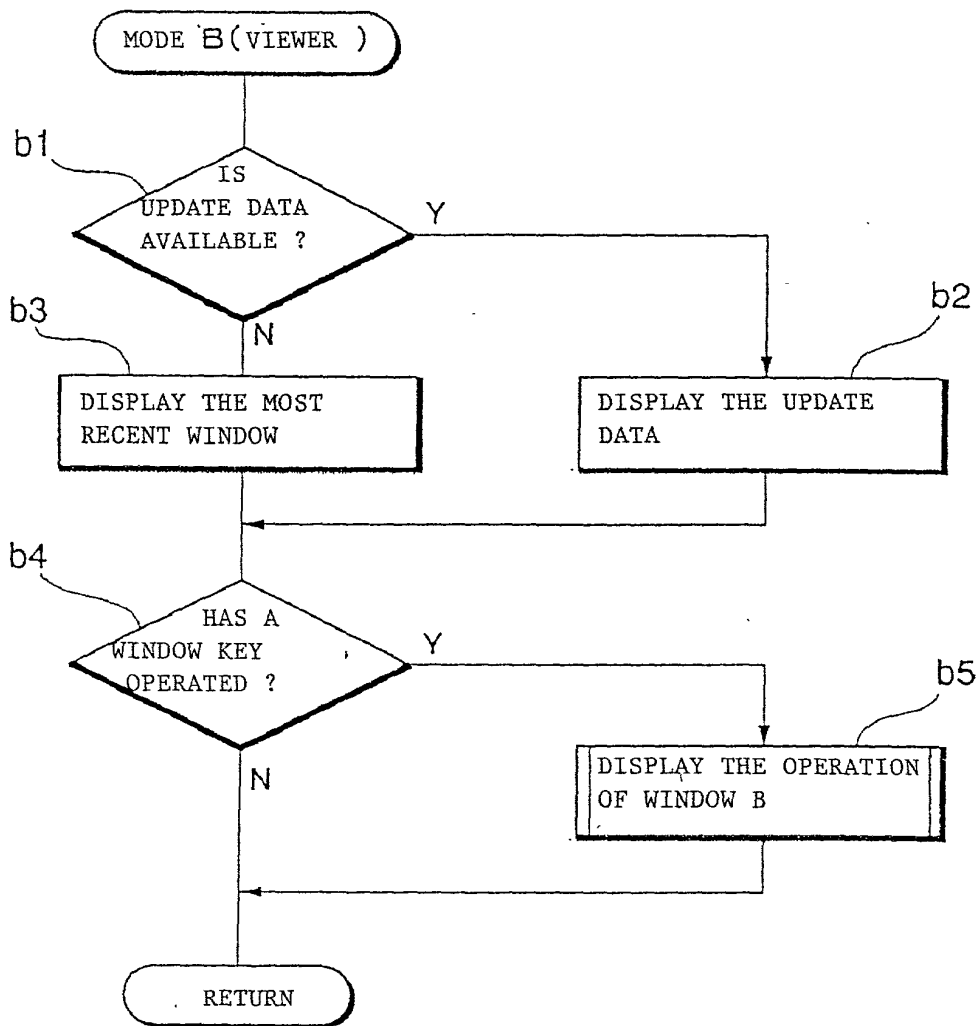 MODE B(VIEWER )
b1
IS
UPDATE DATA
AVAILABLE ?
Y
N
b3
b2
DISPLAY THE MOST
RECENT WINDOW
DISPLAY THE UPDATE
DATA
b4
HAS A
WINDOW KEY
OPERATED ?
Y
N
b5
DISPLAY THE OPERATION
OF WINDOW B
RETURN